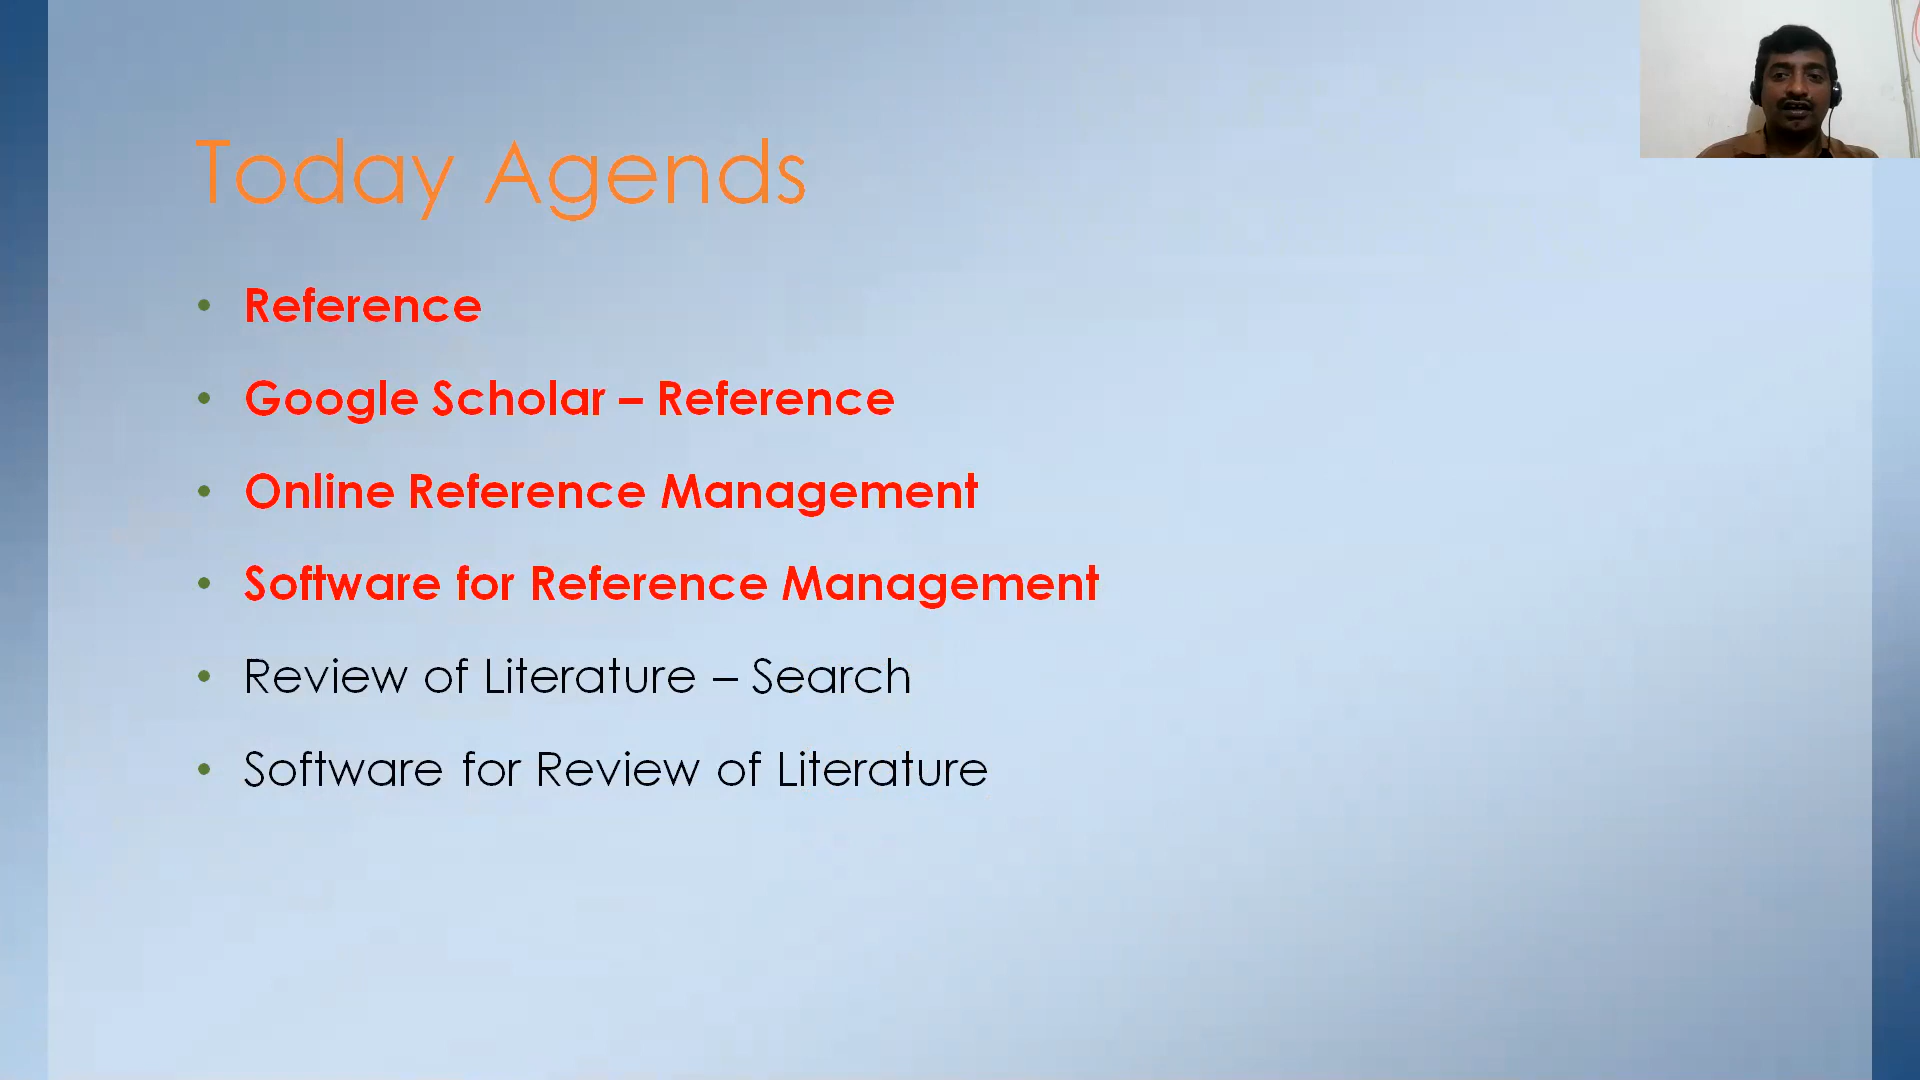 Today Agends
• Reference
• Google Scholar – Reference
• Online Reference Management
• Software for Reference Management
• Review of Literature – Search
• Software for Review of Literature